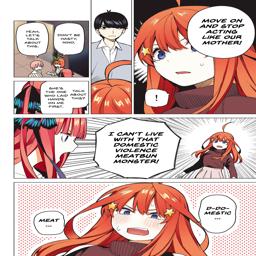 MOVE ON
AND STOP
ACTING
LIKE OUR
MOTHER!
DON'T BE
HASTY,
NINO.
YEAH,
LET'S
TALK
ABOUT
THIS.
!
SHE'S
THE ONE
WHO LAID
HANDS
ON ME
FIRST.
DON'T
TALK
ABOUT
THAT!
I CAN'T LIVE
WITH THAT
DOMESTIC
VIOLENCE
MEATBUN
MONSTER!
D-DO-
MESTIC
...
MEAT
...